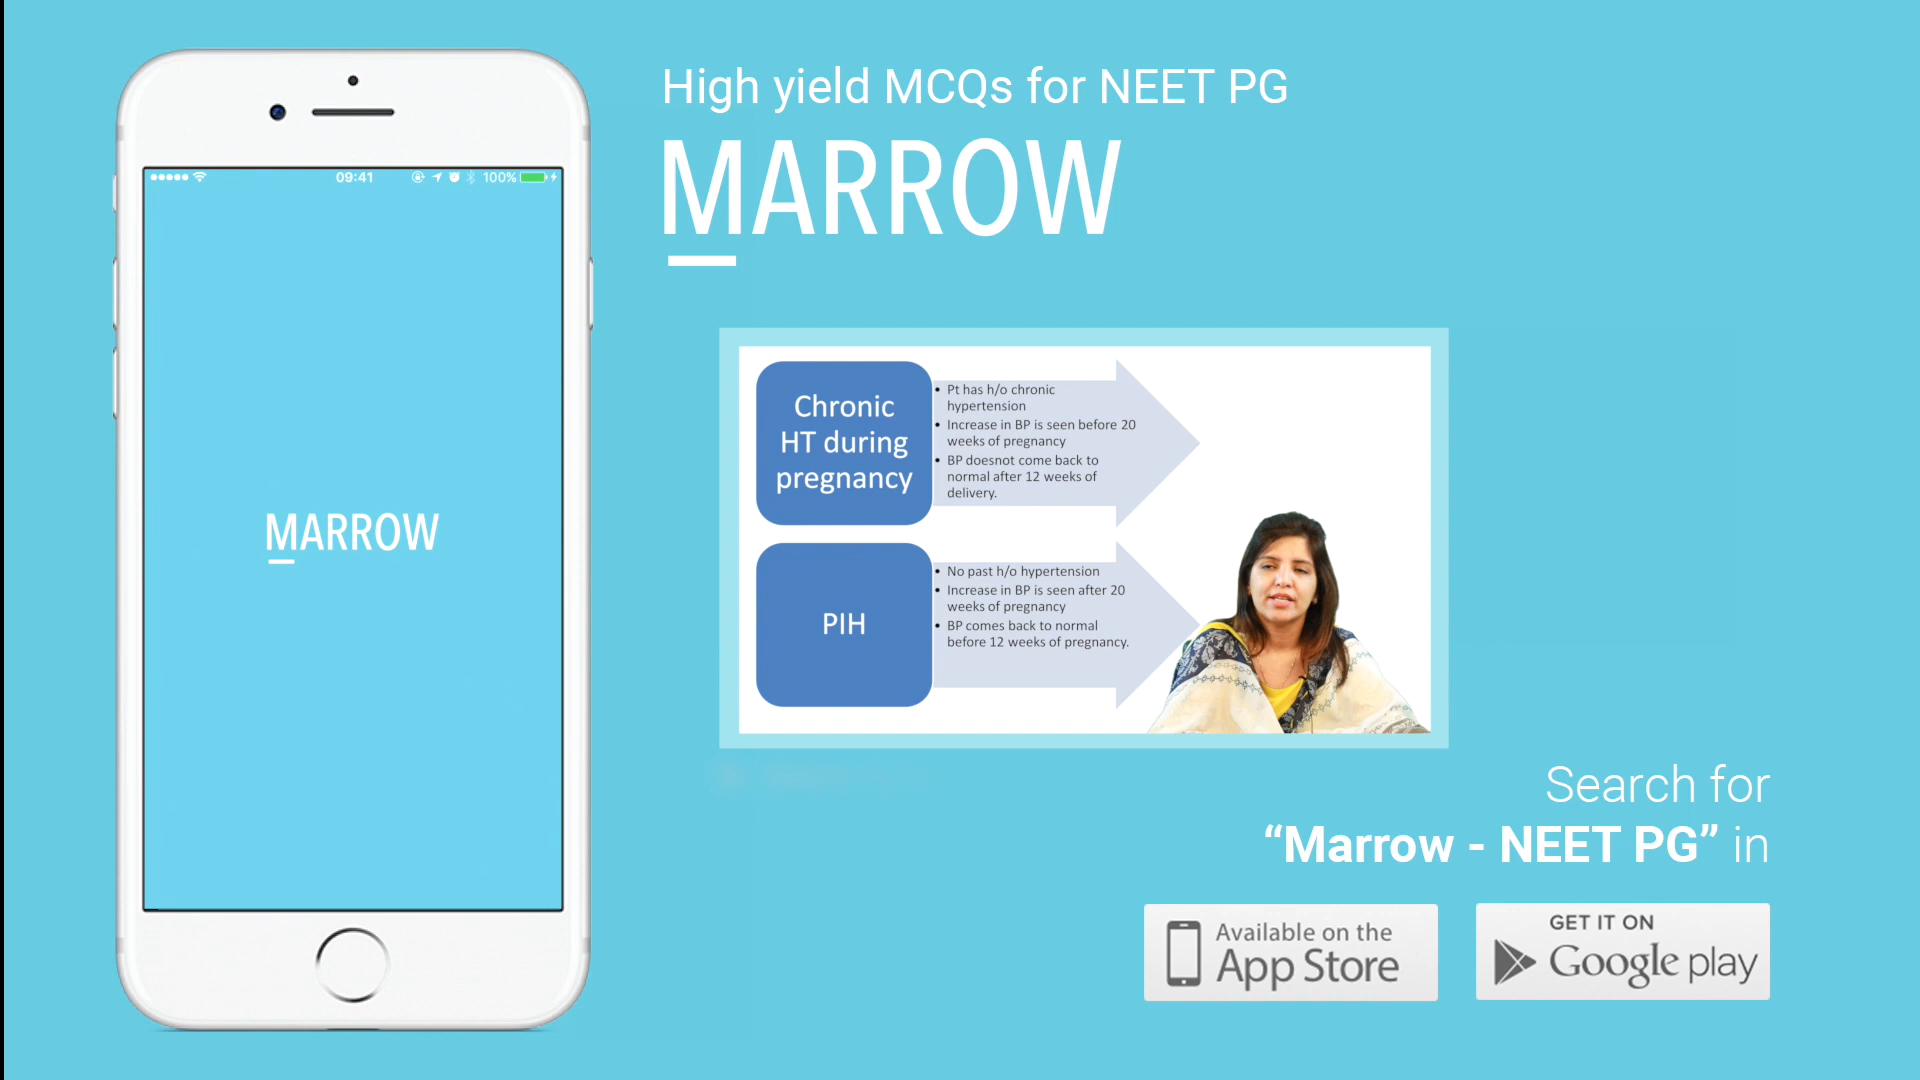 09:41
100%
MARROW
High yield MCQs for NEET PG
MARROW
Chronic
HT during
pregnancy
• Pt has h/o chronic
hypertension
• Increase in BP is seen before 20
weeks of pregnancy
• BP doesnot come back to
normal after 12 weeks of
delivery.
PIH
• No past h/o hypertension
• Increase in BP is seen after 20
weeks of pregnancy
• BP comes back to normal
before 12 weeks of pregnancy.
Search for
“Marrow - NEET PG” in
Available on the
App Store
GET IT ON
Google play